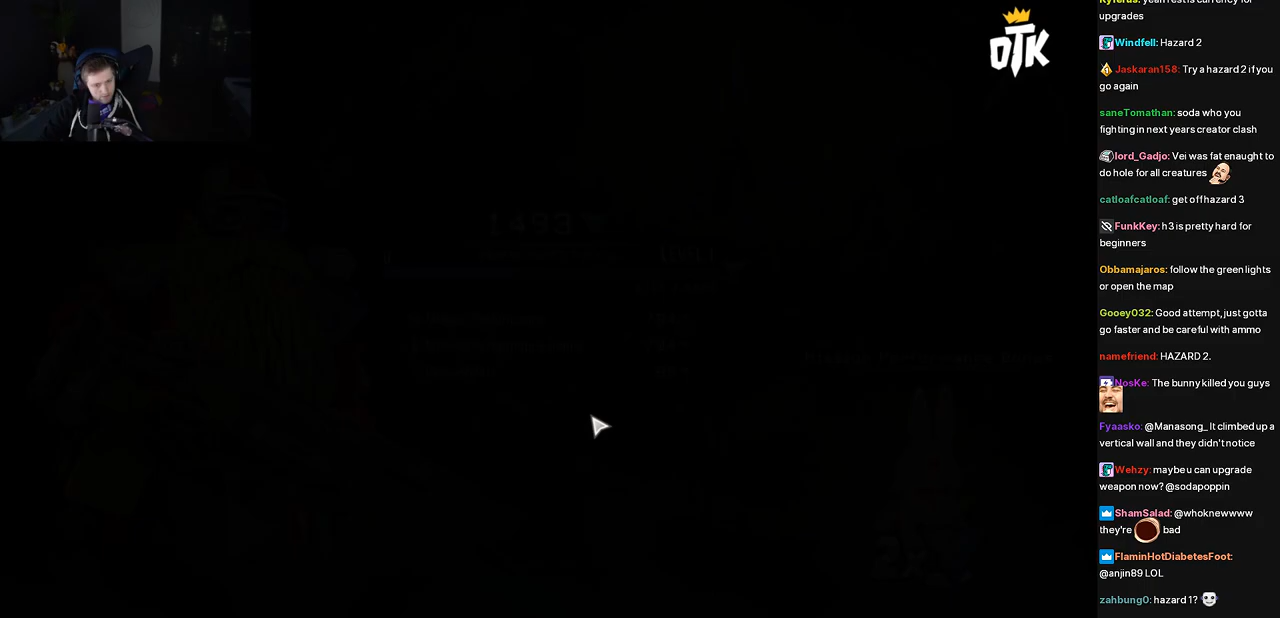 OTK
Kyferus: yeah rest is currency for
upgrades
Windfell: Hazard 2
Jaskaran158: Try a hazard 2 if you
go again
saneTomathan: soda who you
fighting in next years creator clash
lord_Gadjo: Vei was fat enaught to
do hole for all creatures
catloafcatloaf: get off hazard 3
FunkKey: h3 is pretty hard for
beginners
Obbamajaros: follow the green lights
or open the map
Gooey032: Good attempt, just gotta
go faster and be careful with ammo
namefriend: HAZARD 2.
NosKe: The bunny killed you guys
Fyaasko: @Manasong_ It climbed up a
vertical wall and they didn't notice
Wehzy: maybe u can upgrade
weapon now? @sodapoppin
ShamSalad: @whoknewwww
they're bad
FlaminHotDiabetesFoot:
@anjin89 LOL
zahbung0: hazard 1?
1493